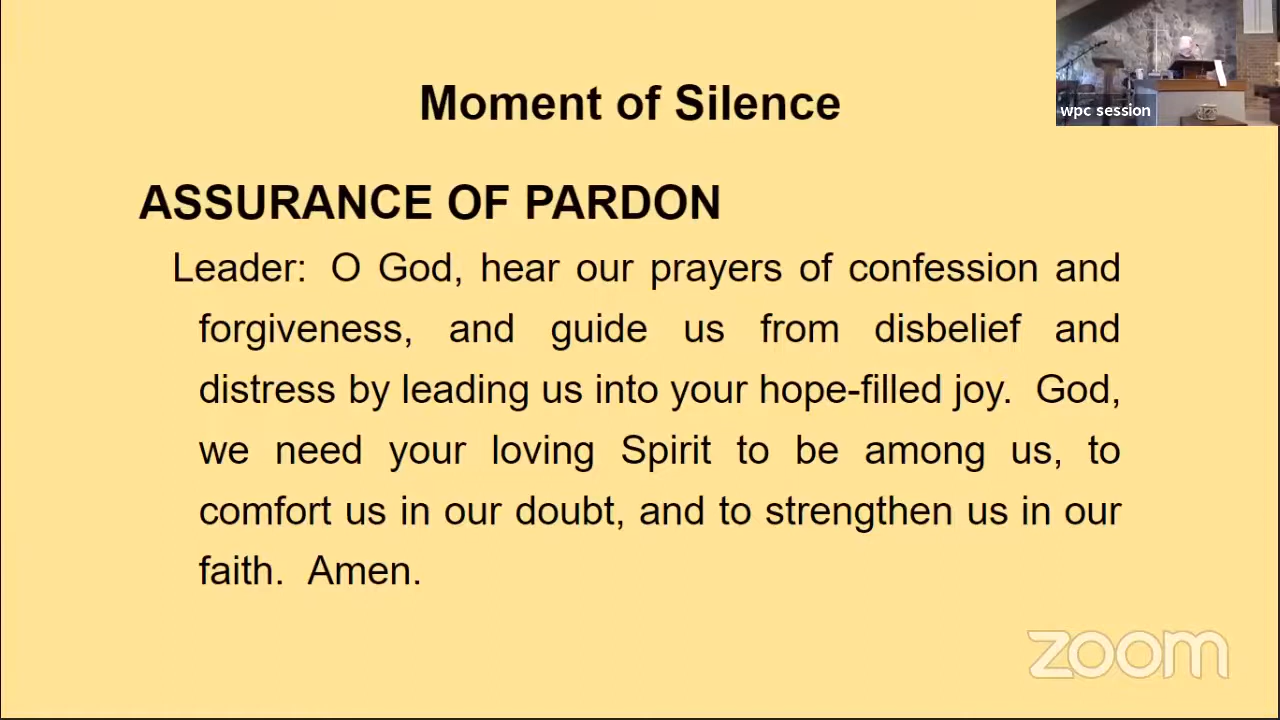 Moment of Silence
wpc session
ASSURANCE OF PARDON
Leader: O God, hear our prayers of confession and
forgiveness, and guide us from disbelief and
distress by leading us into your hope-filled joy. God,
we need your loving Spirit to be among us, to
comfort us in our doubt, and to strengthen us in our
faith. Amen.
zoom